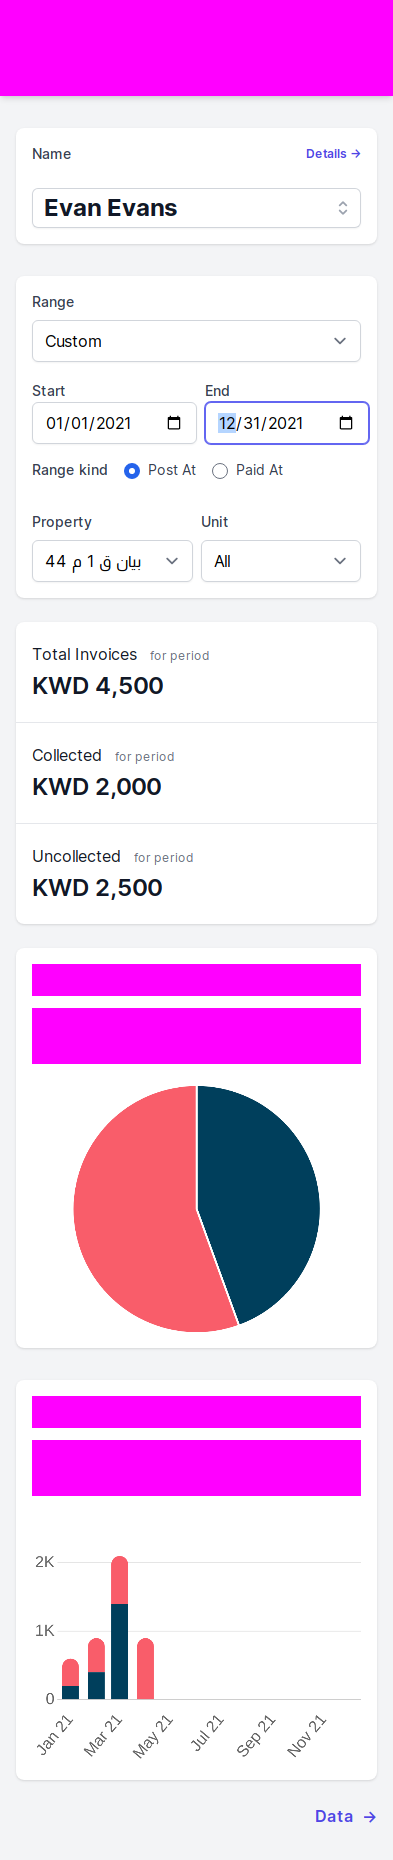 Name Details →
Evan Evans
Range
Custom
Start End
01/01/2021 12/31/2021
Range kind Post At Paid At
Property Unit
بيان ق 1 م 44 All
Total Invoices for period
KWD 4,500
Collected for period
KWD 2,000
Uncollected for period
KWD 2,500
2K
1K
0
Jan 21 Mar 21 May 21 Jul 21 Sep 21 Nov 21
Data →